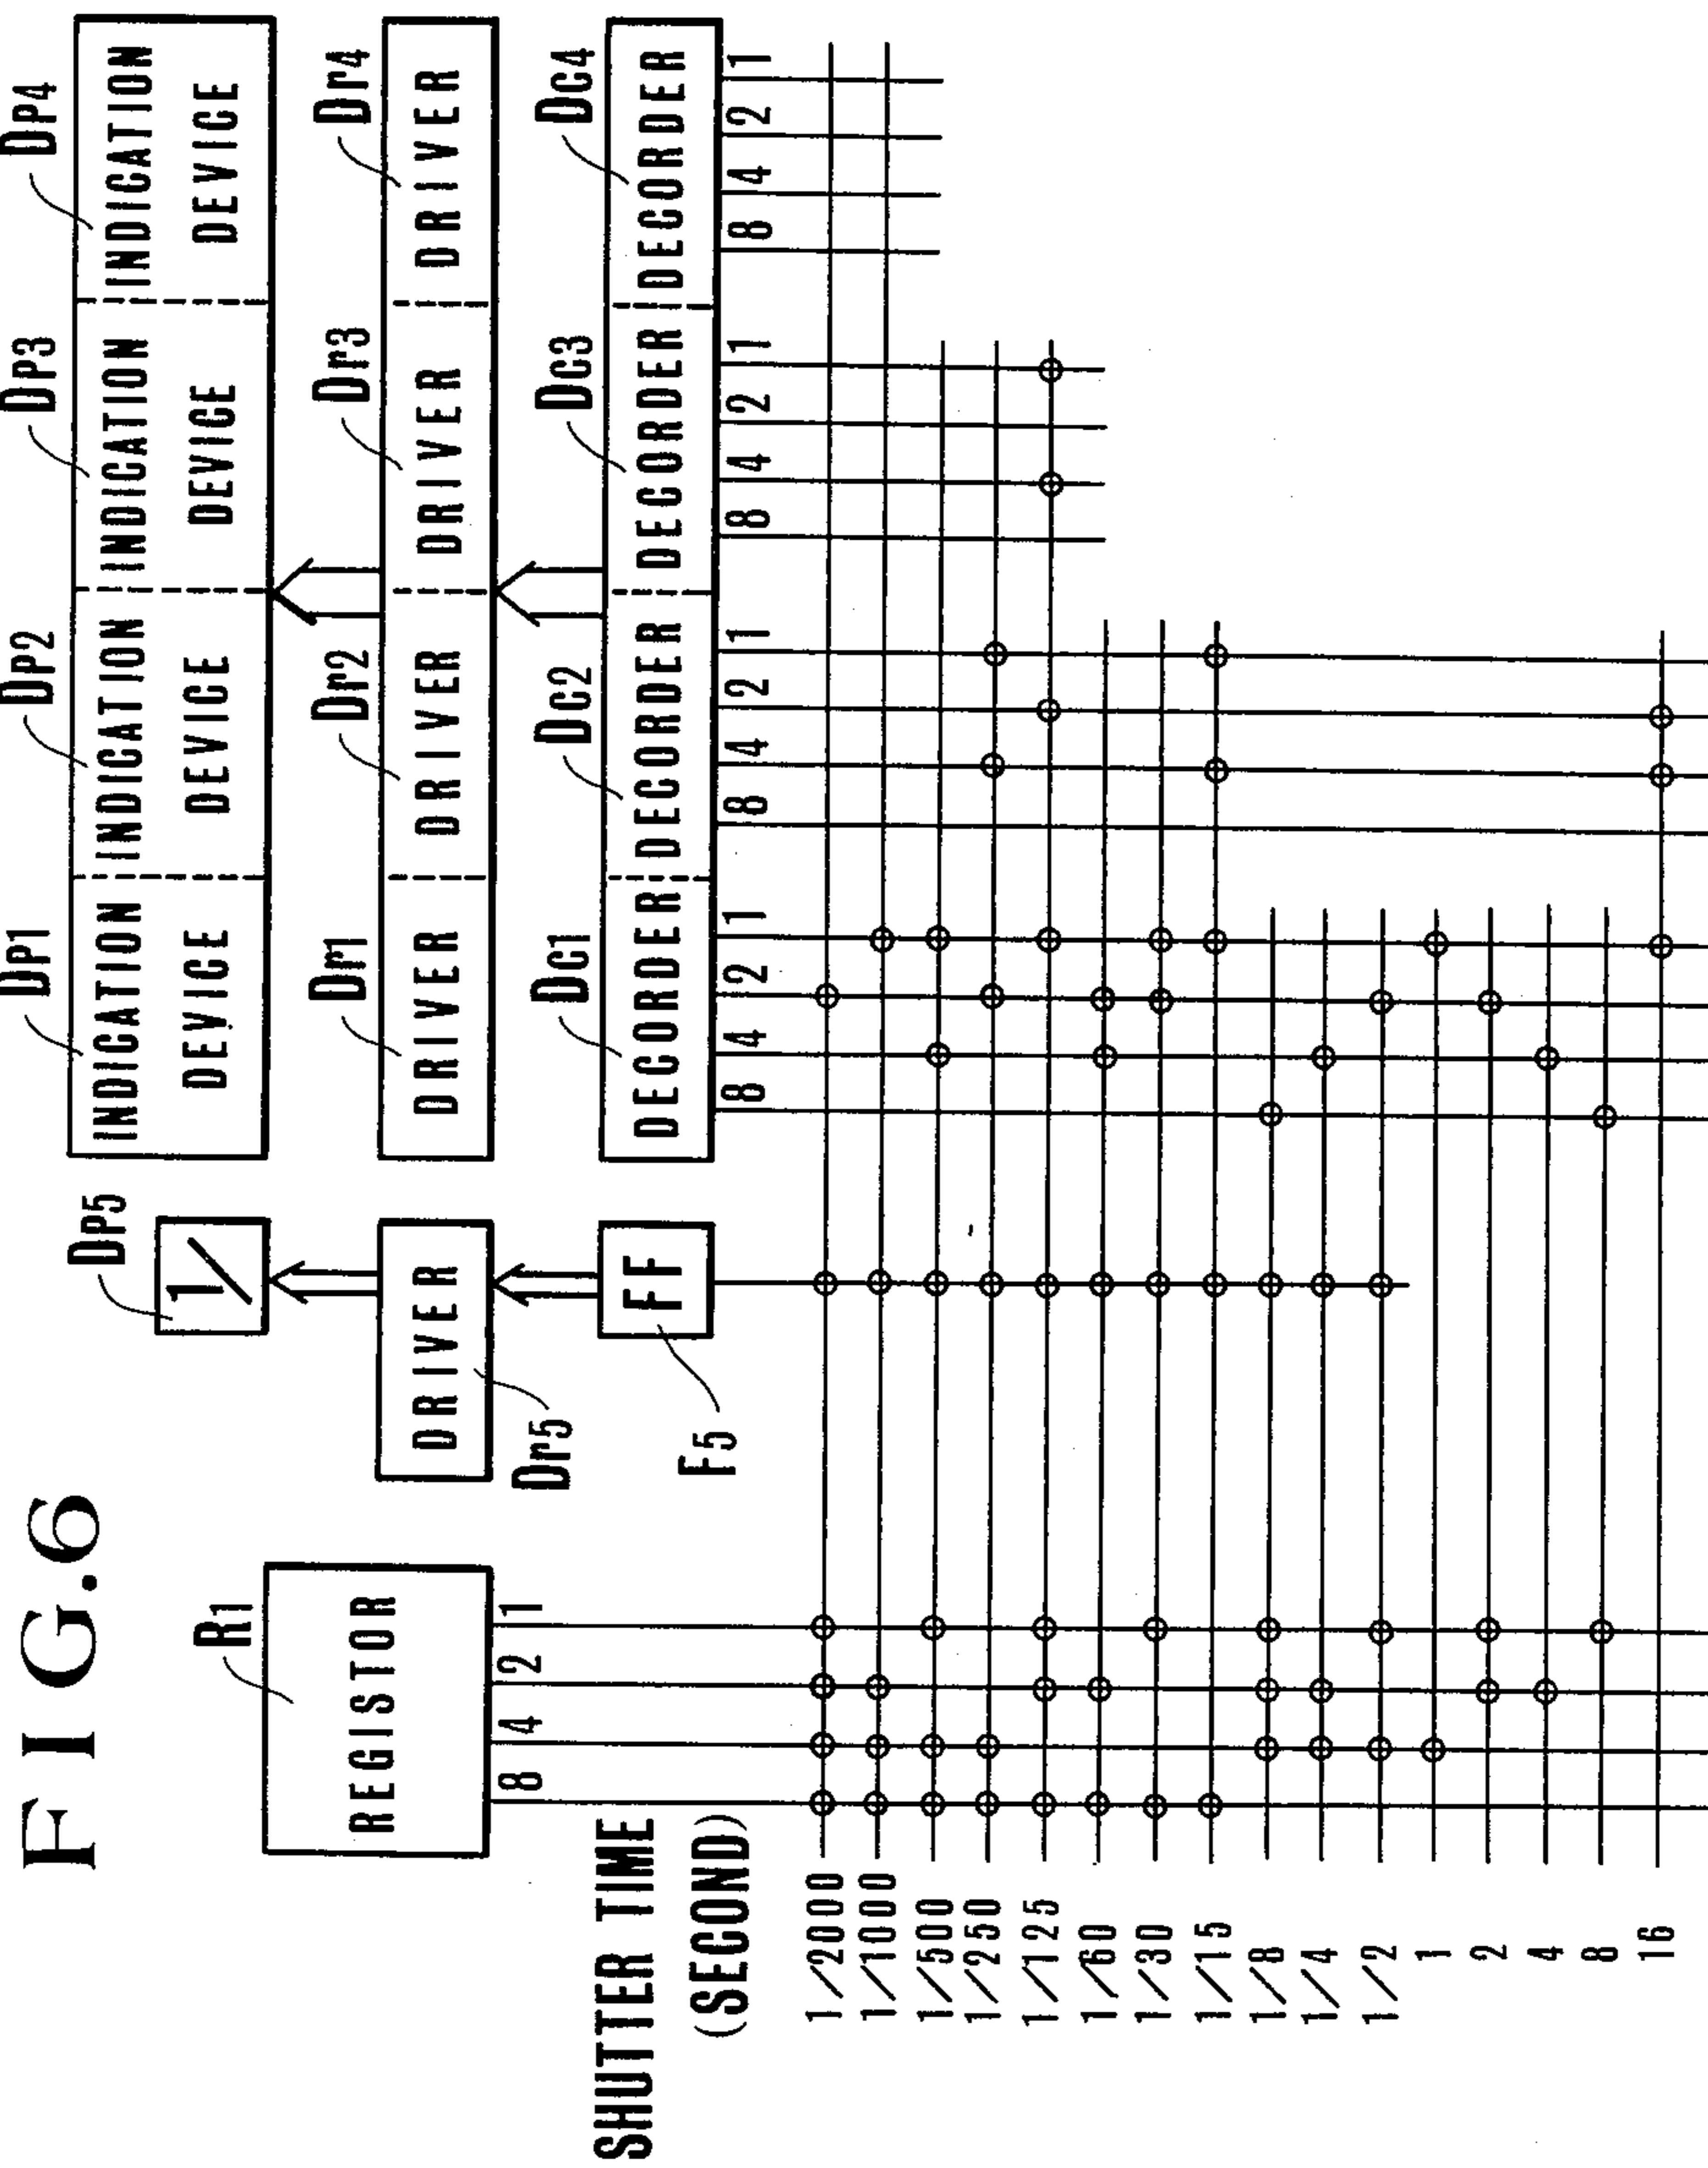 FIG.6
DP1 DP2 DP3 DP4
INDICATION DEVICE INDICATION DEVICE INDICATION DEVICE INDICATION DEVICE
DP5
1/
R1
REGISTOR
8 4 2 1
Dr1 Dr2 Dr3 Dr4
DRIVER DRIVER DRIVER DRIVER DRIVER
Dr5
DC1 DC2 DC3 DC4
FF
DECORDER DECORDER DECORDER DECORDER
F5
8 4 2 1 8 4 2 1 8 4 2 1 8 4 2 1
SHUTTER TIME
(SECOND)
1/2000
1/1000
1/500
1/250
1/125
1/60
1/30
1/15
1/8
1/4
1/2
1
2
4
8
16